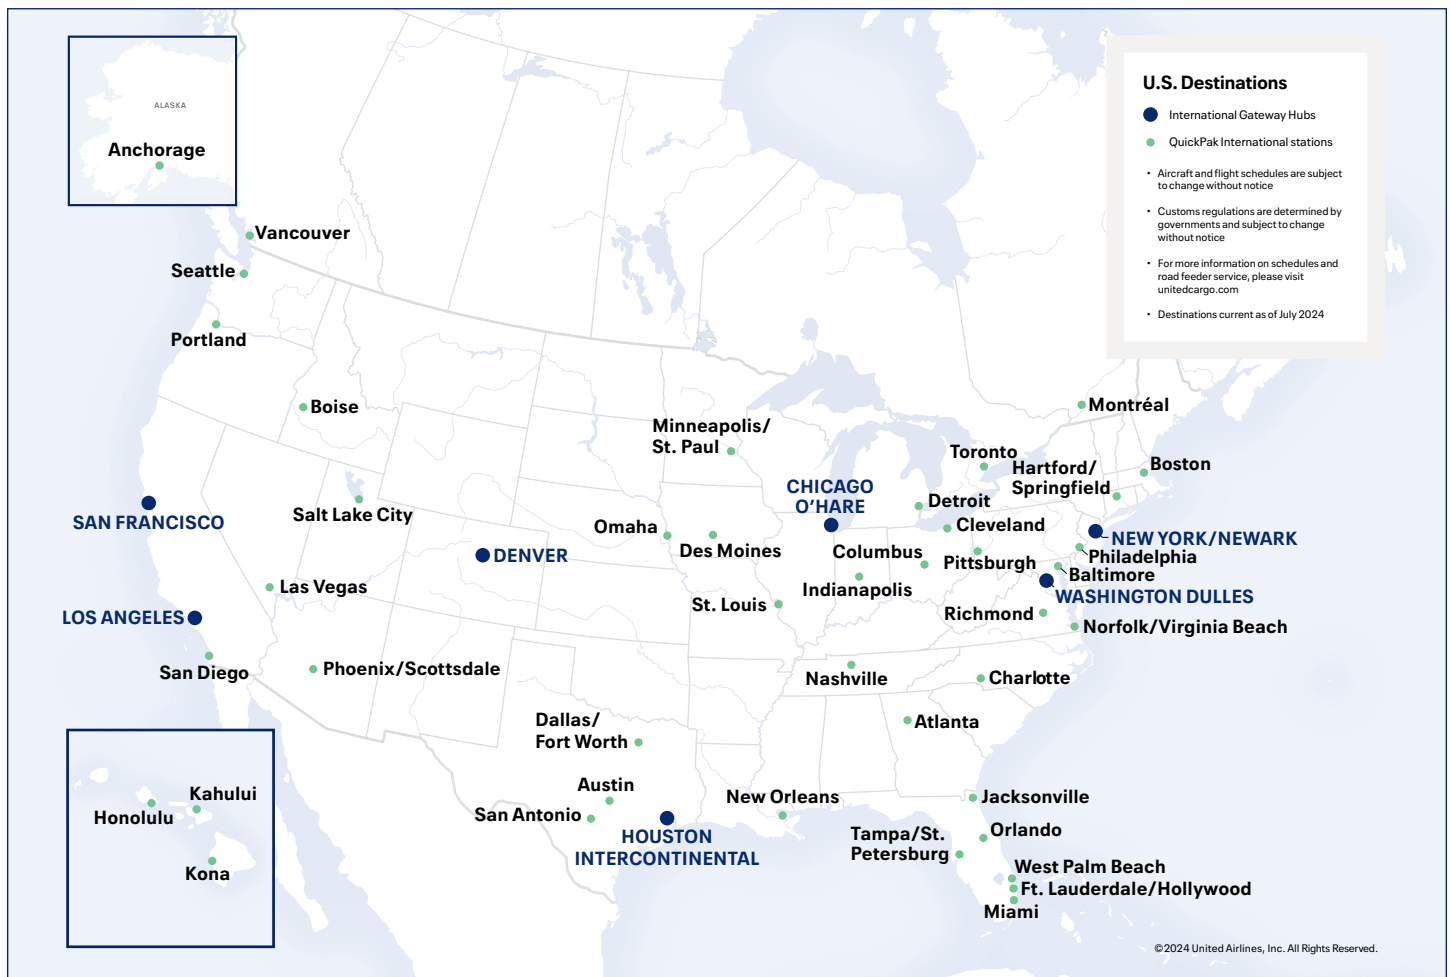 ALASKA
Anchorage
U.S. Destinations
International Gateway Hubs
QuickPak International stations
• Aircraft and flight schedules are subject
to change without notice
• Customs regulations are determined by
governments and subject to change
without notice
• For more information on schedules and
road feeder service, please visit
unitedcargo.com
• Destinations current as of July 2024
Vancouver
Seattle
Portland
Boise
Montréal
Minneapolis/
St. Paul
Toronto
Hartford/
Springfield
Boston
CHICAGO
O'HARE
Detroit
SAN FRANCISCO
Salt Lake City
Omaha
Des Moines
Cleveland
Columbus
Pittsburgh
NEW YORK/NEWARK
Philadelphia
DENVER
Baltimore
Las Vegas
Indianapolis
WASHINGTON DULLES
St. Louis
Richmond
LOS ANGELES
Norfolk/Virginia Beach
San Diego
Phoenix/Scottsdale
Nashville
Charlotte
Dallas/
Fort Worth
Atlanta
Austin
San Antonio
New Orleans
Jacksonville
HOUSTON
INTERCONTINENTAL
Tampa/St.
Petersburg
Orlando
West Palm Beach
Ft. Lauderdale/Hollywood
Miami
Kahului
Honolulu
Kona
©2024 United Airlines, Inc. All Rights Reserved.